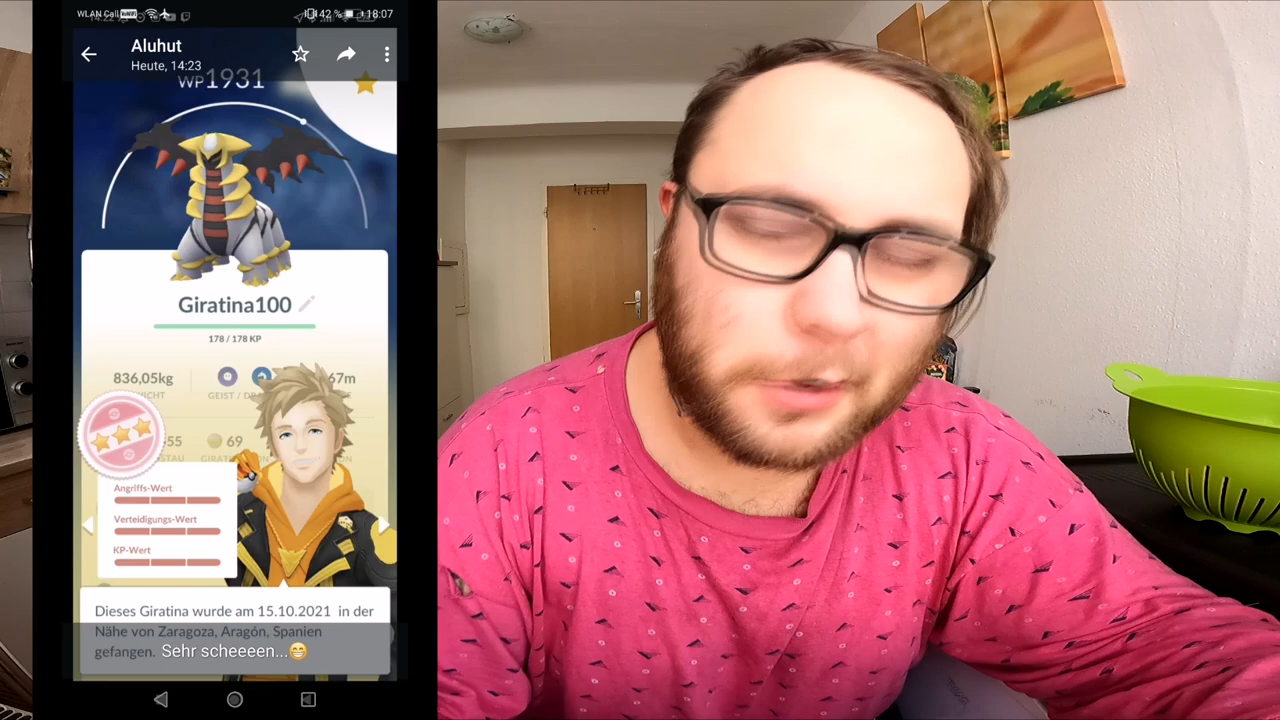 WLAN Call
42 %
18:07
Aluhut
Heute, 14:23
WP1931
Giratina100
178 / 178 KP
836,05kg
67m
GEIST / DR
69
Angriffs-Wert
Verteidigungs-Wert
KP-Wert
Dieses Giratina wurde am 15.10.2021 in der
Nähe von Zaragoza, Aragón, Spanien
gefangen. Sehr scheeeen...😁